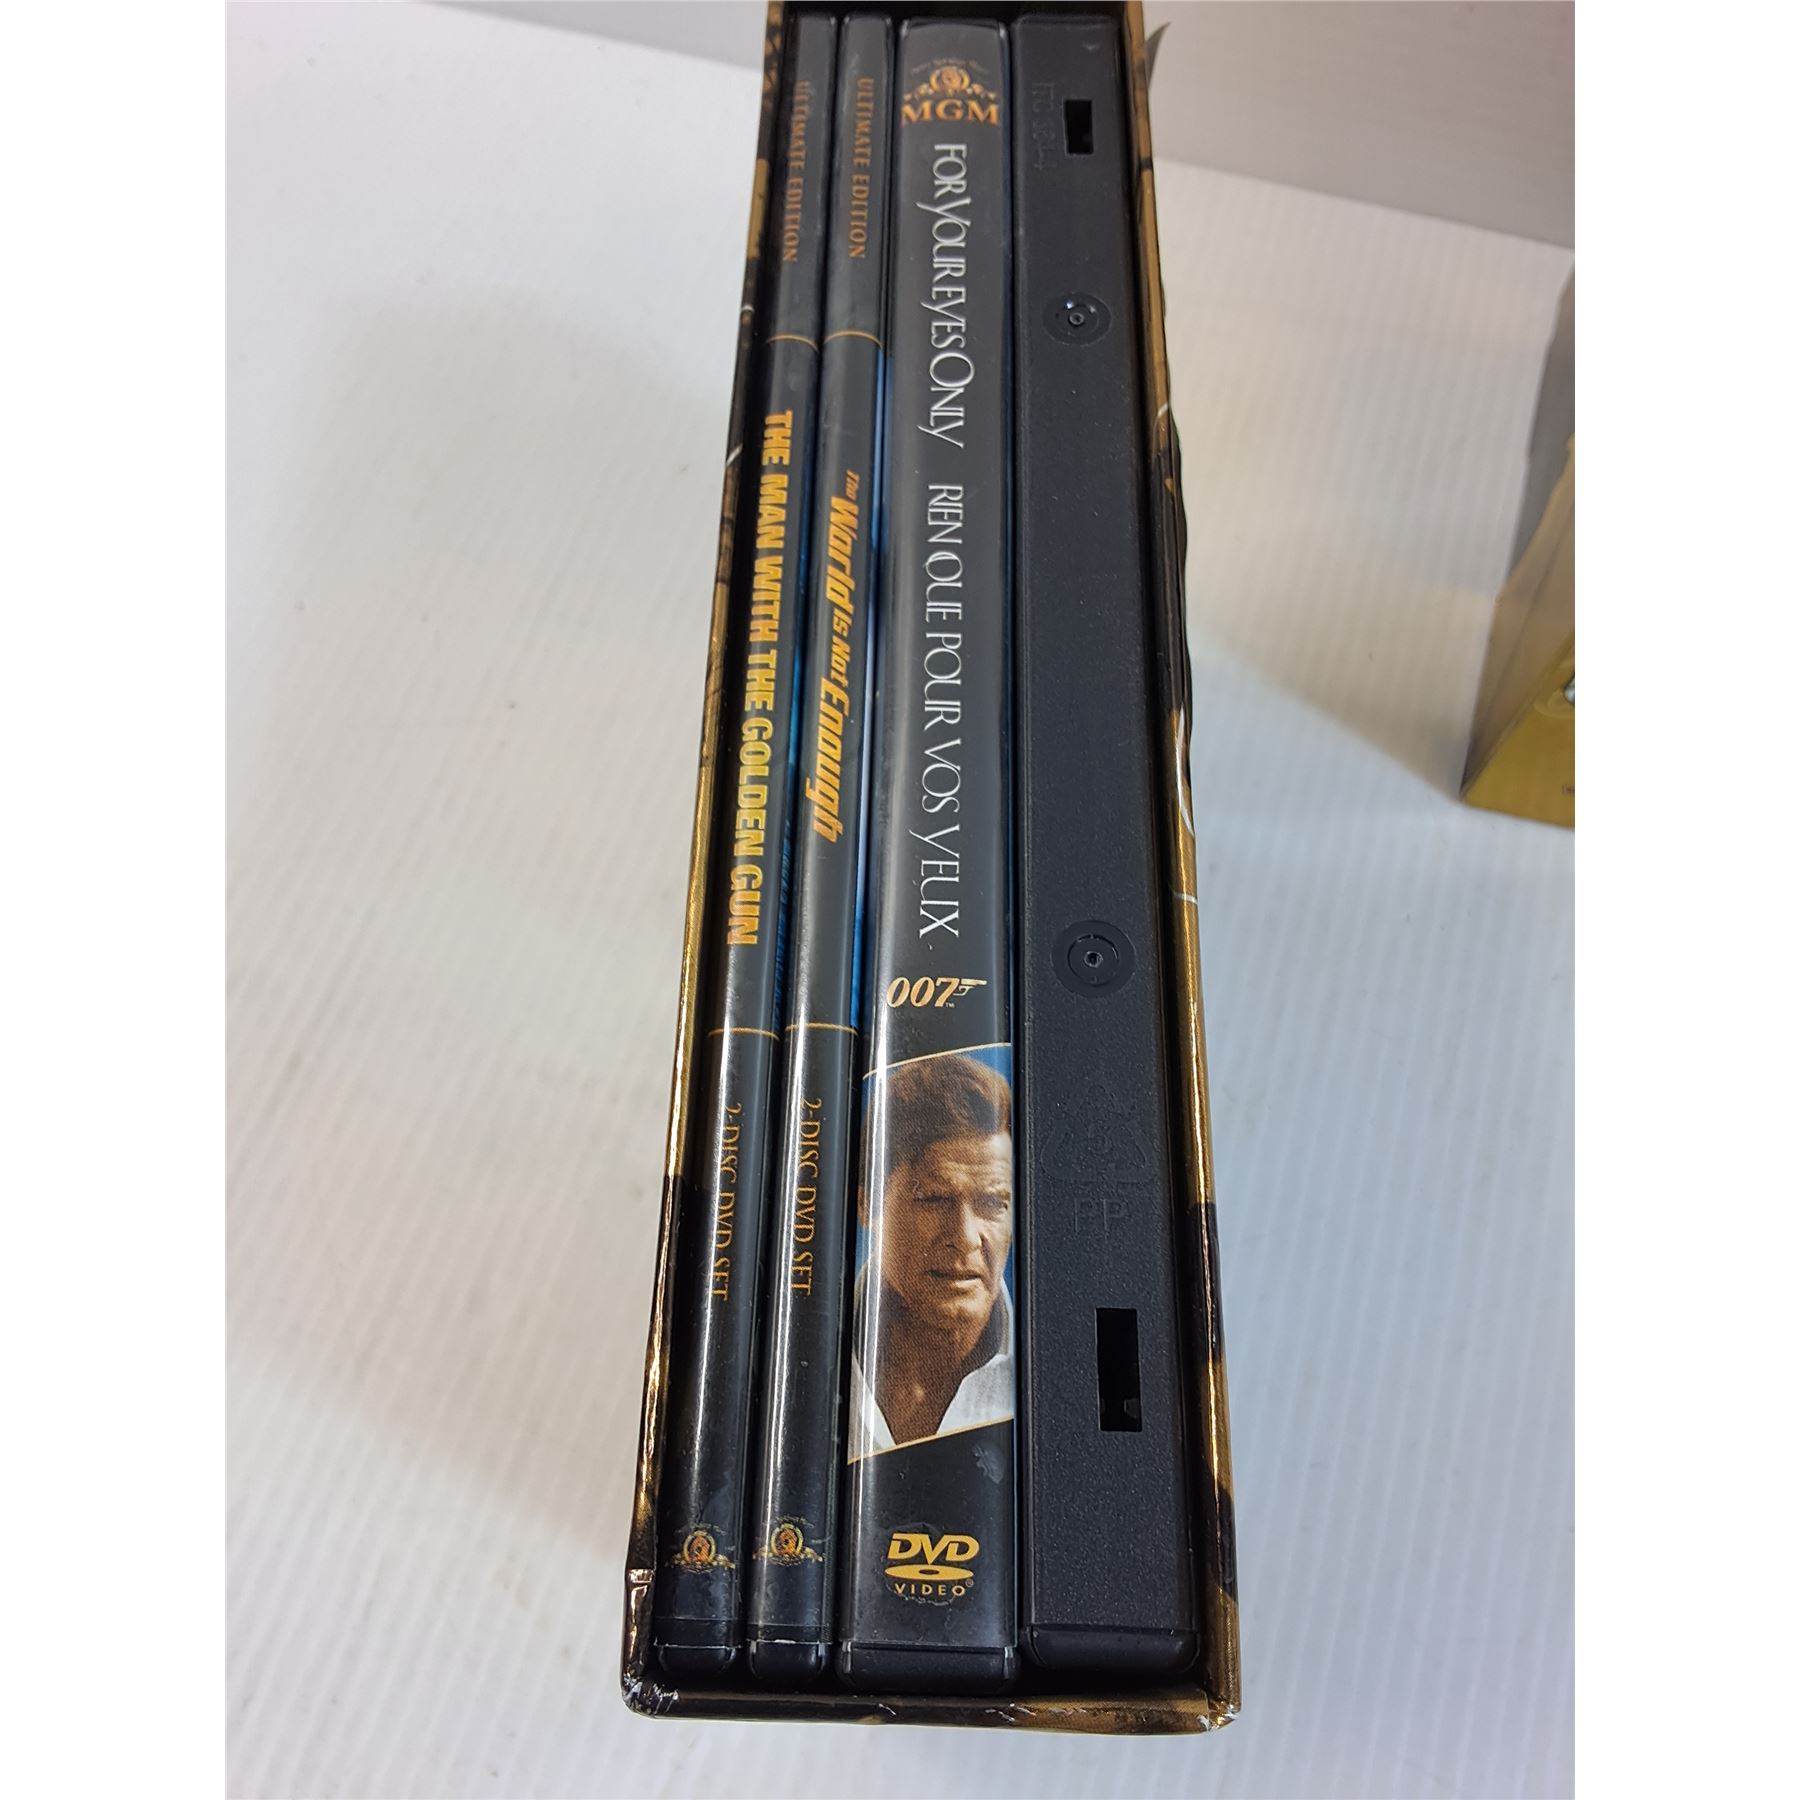 ULTIMATE EDITION
THE MAN WITH THE GOLDEN GUN
2-DISC DVD SET
ULTIMATE EDITION
The World Is Not Enough
2-DISC DVD SET
MGM
FOR YOUR EYES ONLY RIEN QUE POUR VOS YEUX
007
DVD
VIDEO
5
PP